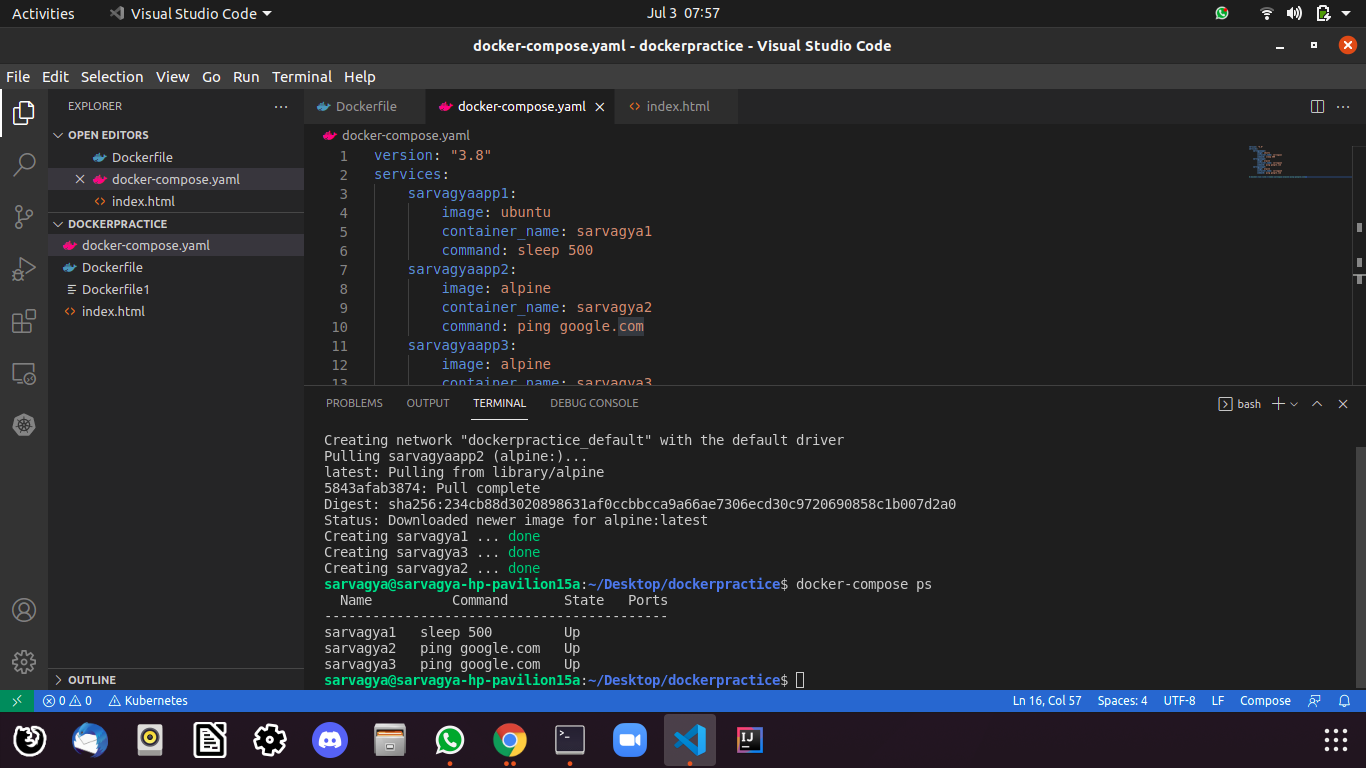 Activities
Visual Studio Code
Jul 3 07:57
docker-compose.yaml - dockerpractice - Visual Studio Code
File Edit Selection View Go Run Terminal Help
EXPLORER
OPEN EDITORS
Dockerfile
docker-compose.yaml
index.html
DOCKERPRACTICE
docker-compose.yaml
Dockerfile
Dockerfile1
index.html
OUTLINE
Dockerfile
docker-compose.yaml
index.html
docker-compose.yaml
1 version: "3.8"
2 services:
3 sarvagyaapp1:
4 image: ubuntu
5 container_name: sarvagya1
6 command: sleep 500
7 sarvagyaapp2:
8 image: alpine
9 container_name: sarvagya2
10 command: ping google.com
11 sarvagyaapp3:
12 image: alpine
13 container_name: sarvagya3
PROBLEMS OUTPUT TERMINAL DEBUG CONSOLE
bash
Creating network "dockerpractice_default" with the default driver
Pulling sarvagyaapp2 (alpine:)...
latest: Pulling from library/alpine
5843afab3874: Pull complete
Digest: sha256:234cb88d3020898631af0ccbbcca9a66ae7306ecd30c9720690858c1b007d2a0
Status: Downloaded newer image for alpine:latest
Creating sarvagya1 ... done
Creating sarvagya3 ... done
Creating sarvagya2 ... done
sarvagya@sarvagya-hp-pavilion15a:~/Desktop/dockerpractice$ docker-compose ps
Name Command State Ports
-------------------------------------------
sarvagya1 sleep 500 Up
sarvagya2 ping google.com Up
sarvagya3 ping google.com Up
sarvagya@sarvagya-hp-pavilion15a:~/Desktop/dockerpractice$
0 0 Kubernetes
Ln 16, Col 57 Spaces: 4 UTF-8 LF Compose
IJ